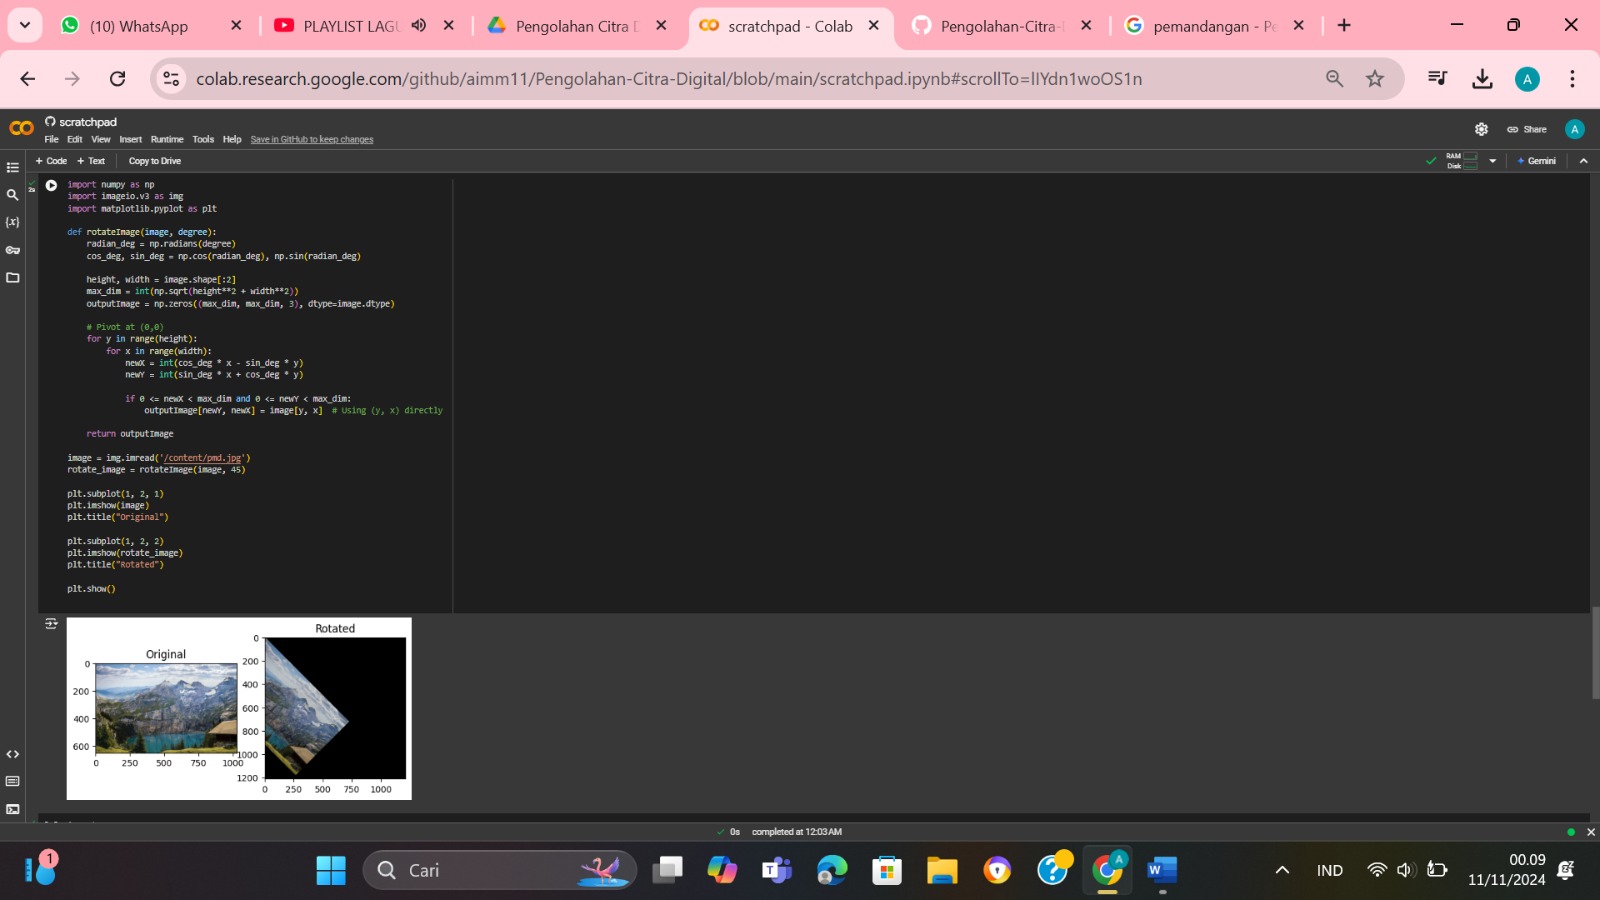 (10) WhatsApp
PLAYLIST LAGU
Pengolahan Citra D
scratchpad - Colab
Pengolahan-Citra-
pemandangan - Pe
colab.research.google.com/github/aimm11/Pengolahan-Citra-Digital/blob/main/scratchpad.ipynb#scrollTo=lIYdn1woOS1n
A
scratchpad
File Edit View Insert Runtime Tools Help Save in GitHub to keep changes
Share
A
+ Code + Text Copy to Drive
RAM
Disk
Gemini
2s
import numpy as np
import imageio.v3 as img
import matplotlib.pyplot as plt
def rotateImage(image, degree):
radian_deg = np.radians(degree)
cos_deg, sin_deg = np.cos(radian_deg), np.sin(radian_deg)
height, width = image.shape[:2]
max_dim = int(np.sqrt(height**2 + width**2))
outputImage = np.zeros((max_dim, max_dim, 3), dtype=image.dtype)
# Pivot at (0,0)
for y in range(height):
for x in range(width):
newX = int(cos_deg * x - sin_deg * y)
newY = int(sin_deg * x + cos_deg * y)
if 0 <= newX < max_dim and 0 <= newY < max_dim:
outputImage[newY, newX] = image[y, x] # Using (y, x) directly
return outputImage
image = img.imread('/content/pmd.jpg')
rotate_image = rotateImage(image, 45)
plt.subplot(1, 2, 1)
plt.imshow(image)
plt.title("Original")
plt.subplot(1, 2, 2)
plt.imshow(rotate_image)
plt.title("Rotated")
plt.show()
Original
0
200
400
600
0 250 500 750 1000
Rotated
0
200
400
600
800
1000
1200
0 250 500 750 1000
0s completed at 12:03 AM
1
Cari
A
IND
00.09
11/11/2024